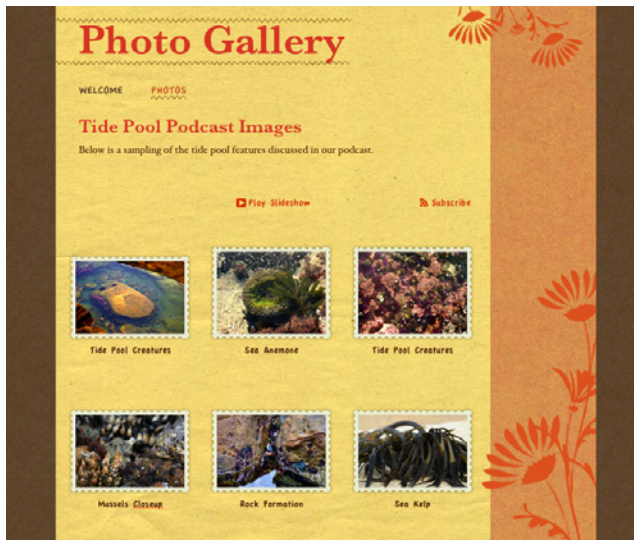 Photo Gallery
WELCOME PHOTOS
Tide Pool Podcast Images
Below is a sampling of the tide pool features discussed in our podcast.
Play Slideshow Subscribe
Tide Pool Creatures Sea Anemone Tide Pool Creatures
Mussels Closeup Rock Formation Sea Kelp